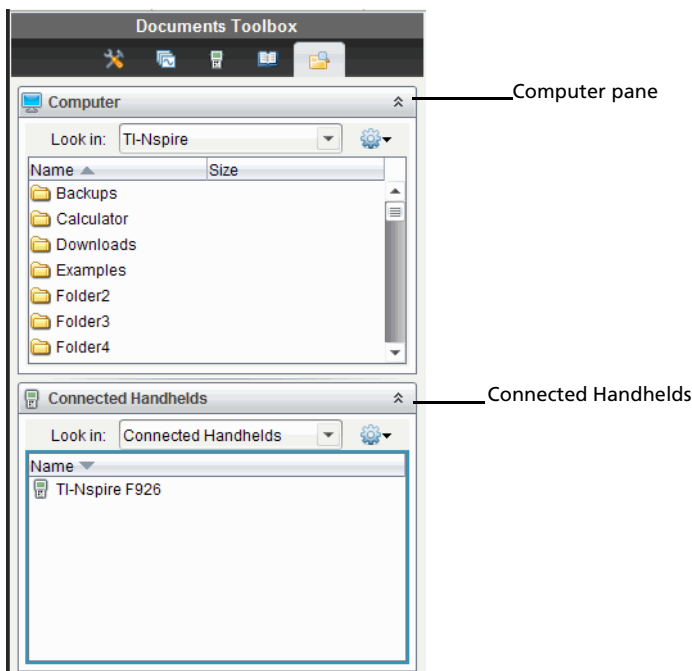 Documents Toolbox
Computer
Computer pane
Look in: TI-Nspire
Name Size
Backups
Calculator
Downloads
Examples
Folder2
Folder3
Folder4
Connected Handhelds
Connected Handhelds
Look in: Connected Handhelds
Name
TI-Nspire F926